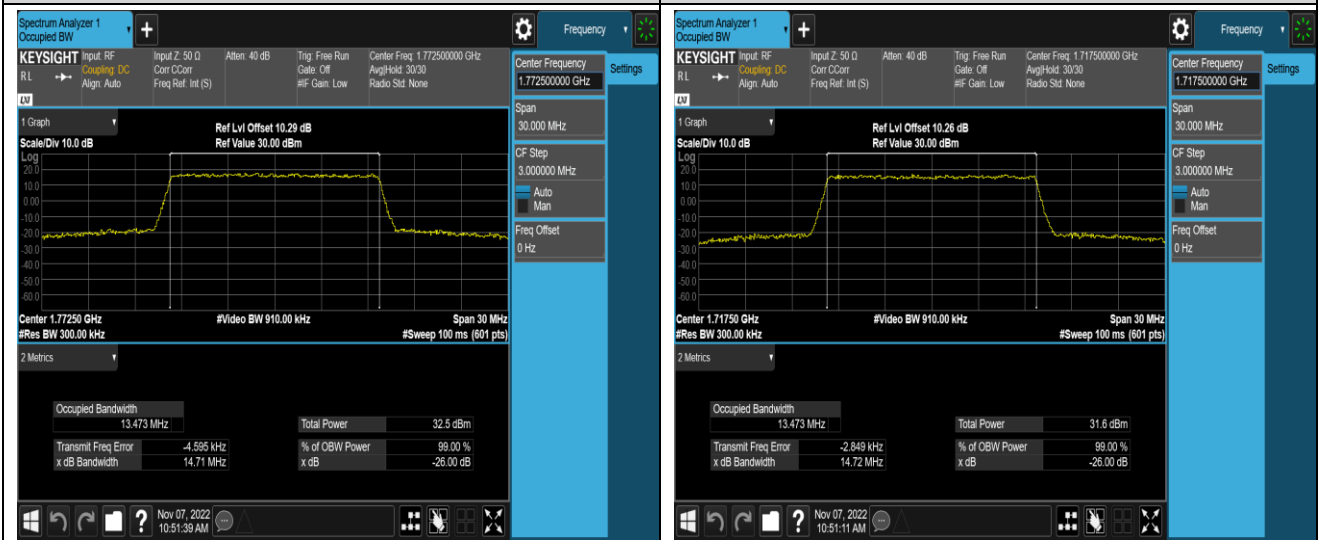 Spectrum Analyzer 1
Occupied BW
+
Frequency
KEYSIGHT
RL
LXI
Input: RF
Coupling: DC
Align: Auto
Input Z: 50 Ω
Corr CCorr
Freq Ref: Int (S)
Atten: 40 dB
Trig: Free Run
Gate: Off
#IF Gain: Low
Center Freq: 1.772500000 GHz
Avg|Hold: 30/30
Radio Std: None
Center Frequency
1.772500000 GHz
Settings
Span
30.000 MHz
CF Step
3.000000 MHz
Auto
Man
Freq Offset
0 Hz
1 Graph
Scale/Div 10.0 dB
Ref Lvl Offset 10.29 dB
Ref Value 30.00 dBm
Log
20.0
10.0
0.00
-10.0
-20.0
-30.0
-40.0
-50.0
-60.0
Center 1.77250 GHz
#Res BW 300.00 kHz
#Video BW 910.00 kHz
Span 30 MHz
#Sweep 100 ms (601 pts)
2 Metrics
Occupied Bandwidth
13.473 MHz
Total Power 32.5 dBm
Transmit Freq Error -4.595 kHz
% of OBW Power 99.00 %
x dB Bandwidth 14.71 MHz
x dB -26.00 dB
?
Nov 07, 2022
10:51:39 AM
Spectrum Analyzer 1
Occupied BW
+
Frequency
KEYSIGHT
RL
LXI
Input: RF
Coupling: DC
Align: Auto
Input Z: 50 Ω
Corr CCorr
Freq Ref: Int (S)
Atten: 40 dB
Trig: Free Run
Gate: Off
#IF Gain: Low
Center Freq: 1.717500000 GHz
Avg|Hold: 30/30
Radio Std: None
Center Frequency
1.717500000 GHz
Settings
Span
30.000 MHz
CF Step
3.000000 MHz
Auto
Man
Freq Offset
0 Hz
1 Graph
Scale/Div 10.0 dB
Ref Lvl Offset 10.26 dB
Ref Value 30.00 dBm
Log
20.0
10.0
0.00
-10.0
-20.0
-30.0
-40.0
-50.0
-60.0
Center 1.71750 GHz
#Res BW 300.00 kHz
#Video BW 910.00 kHz
Span 30 MHz
#Sweep 100 ms (601 pts)
2 Metrics
Occupied Bandwidth
13.473 MHz
Total Power 31.6 dBm
Transmit Freq Error -2.849 kHz
% of OBW Power 99.00 %
x dB Bandwidth 14.72 MHz
x dB -26.00 dB
?
Nov 07, 2022
10:51:11 AM